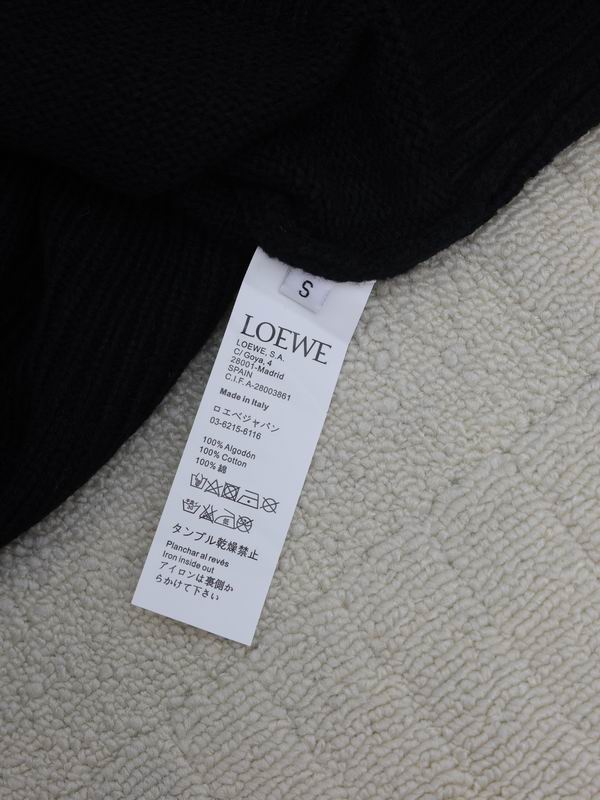 S
LOEWE
LOEWE, S.A.
C/ Goya, 4
28001-Madrid
SPAIN
C.I.F. A-28003861
Made in Italy
ロエベジャパン
03-6215-6116
100% Algodón
100% Cotton
100% 綿
タンブル乾燥禁止
Planchar al revés
Iron inside out
アイロンは裏側か
らかけて下さい